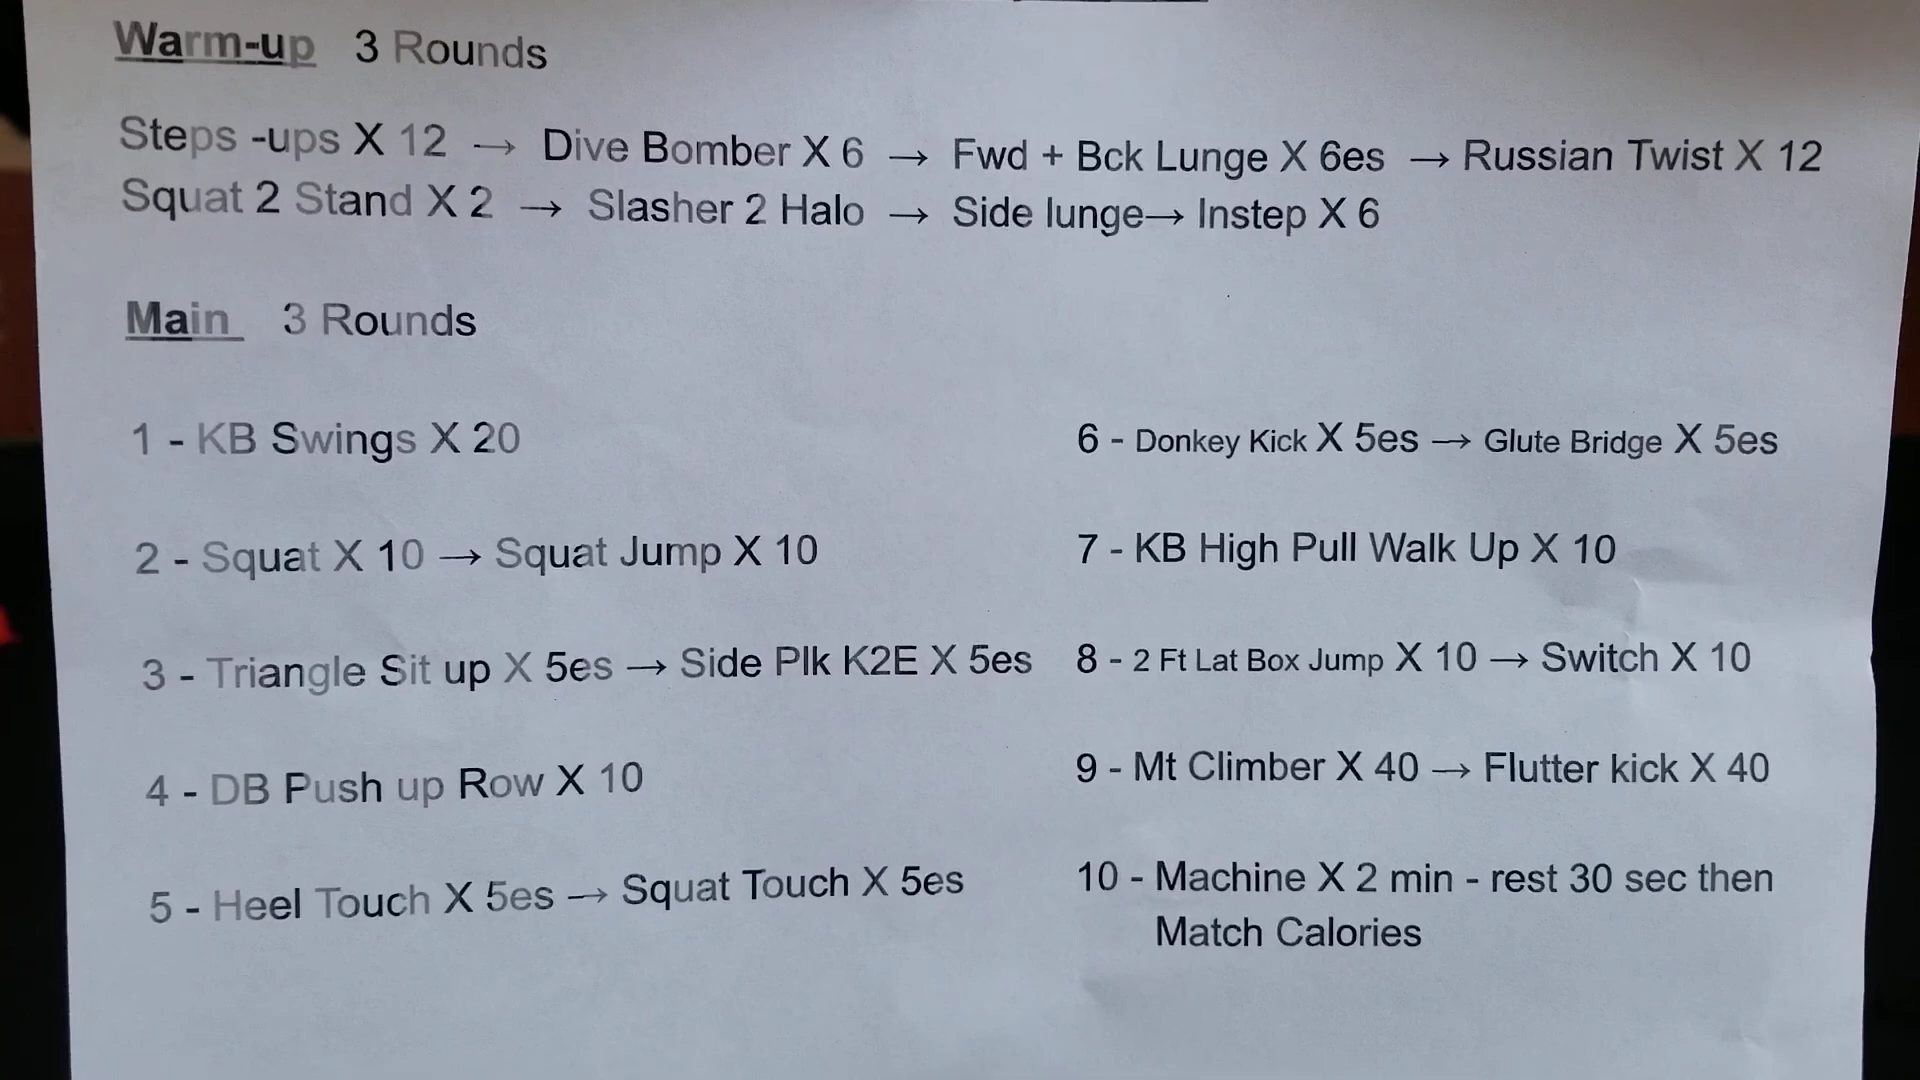 Warm-up 3 Rounds
Steps -ups X 12 → Dive Bomber X 6 → Fwd + Bck Lunge X 6es → Russian Twist X 12
Squat 2 Stand X 2 → Slasher 2 Halo → Side lunge→ Instep X 6
Main 3 Rounds
1 - KB Swings X 20
2 - Squat X 10 → Squat Jump X 10
3 - Triangle Sit up X 5es → Side Plk K2E X 5es
4 - DB Push up Row X 10
5 - Heel Touch X 5es → Squat Touch X 5es
6 - Donkey Kick X 5es → Glute Bridge X 5es
7 - KB High Pull Walk Up X 10
8 - 2 Ft Lat Box Jump X 10 → Switch X 10
9 - Mt Climber X 40 → Flutter kick X 40
10 - Machine X 2 min - rest 30 sec then
Match Calories